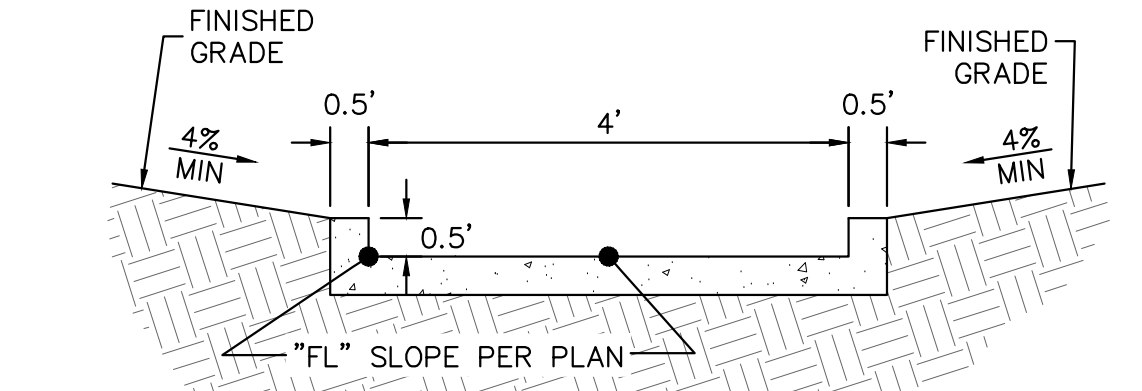 FINISHED
GRADE
FINISHED
GRADE
0.5’
4’
0.5’
4%
MIN
4%
MIN
0.5’
”FL” SLOPE PER PLAN